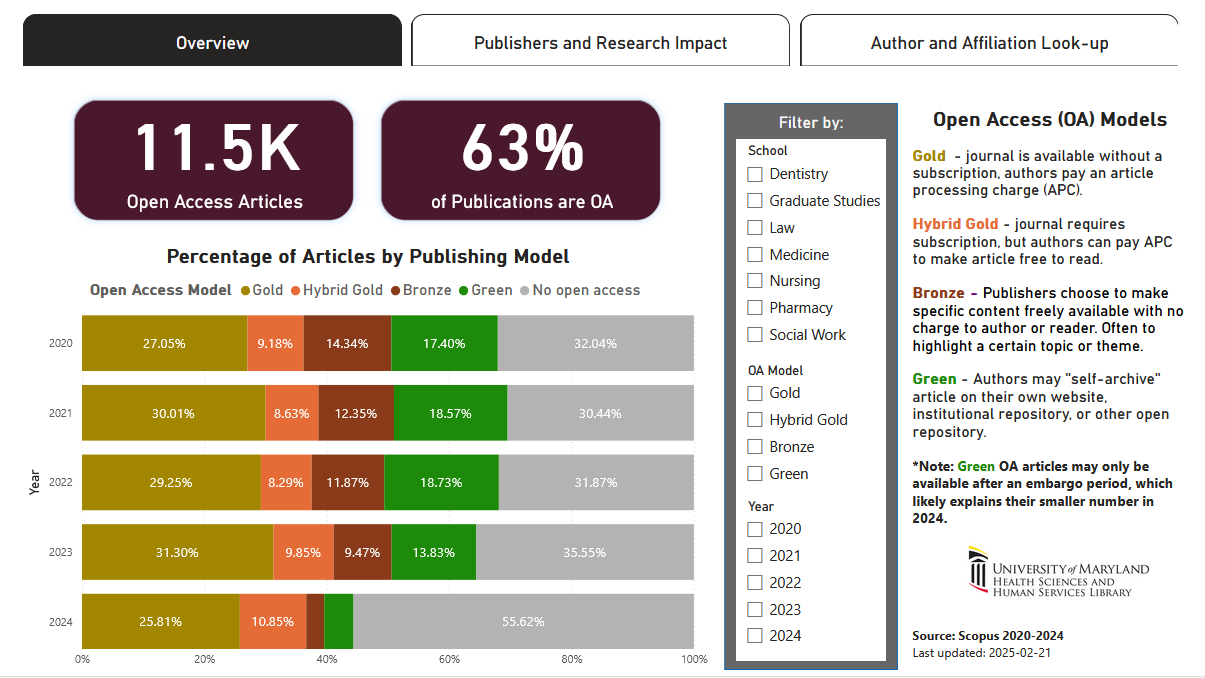 Overview
Publishers and Research Impact
Author and Affiliation Look-up
11.5K
Open Access Articles
63%
of Publications are OA
Percentage of Articles by Publishing Model
Open Access Model Gold Hybrid Gold Bronze Green No open access
Year
2020 27.05% 9.18% 14.34% 17.40% 32.04%
2021 30.01% 8.63% 12.35% 18.57% 30.44%
2022 29.25% 8.29% 11.87% 18.73% 31.87%
2023 31.30% 9.85% 9.47% 13.83% 35.55%
2024 25.81% 10.85% 55.62%
0% 20% 40% 60% 80% 100%
Filter by:
School
Dentistry
Graduate Studies
Law
Medicine
Nursing
Pharmacy
Social Work
OA Model
Gold
Hybrid Gold
Bronze
Green
Year
2020
2021
2022
2023
2024
Open Access (OA) Models
Gold - journal is available without a
subscription, authors pay an article
processing charge (APC).
Hybrid Gold - journal requires
subscription, but authors can pay APC
to make article free to read.
Bronze - Publishers choose to make
specific content freely available with no
charge to author or reader. Often to
highlight a certain topic or theme.
Green - Authors may "self-archive"
article on their own website,
institutional repository, or other open
repository.
*Note: Green OA articles may only be
available after an embargo period, which
likely explains their smaller number in
2024.
UNIVERSITY of MARYLAND
HEALTH SCIENCES AND
HUMAN SERVICES LIBRARY
Source: Scopus 2020-2024
Last updated: 2025-02-21